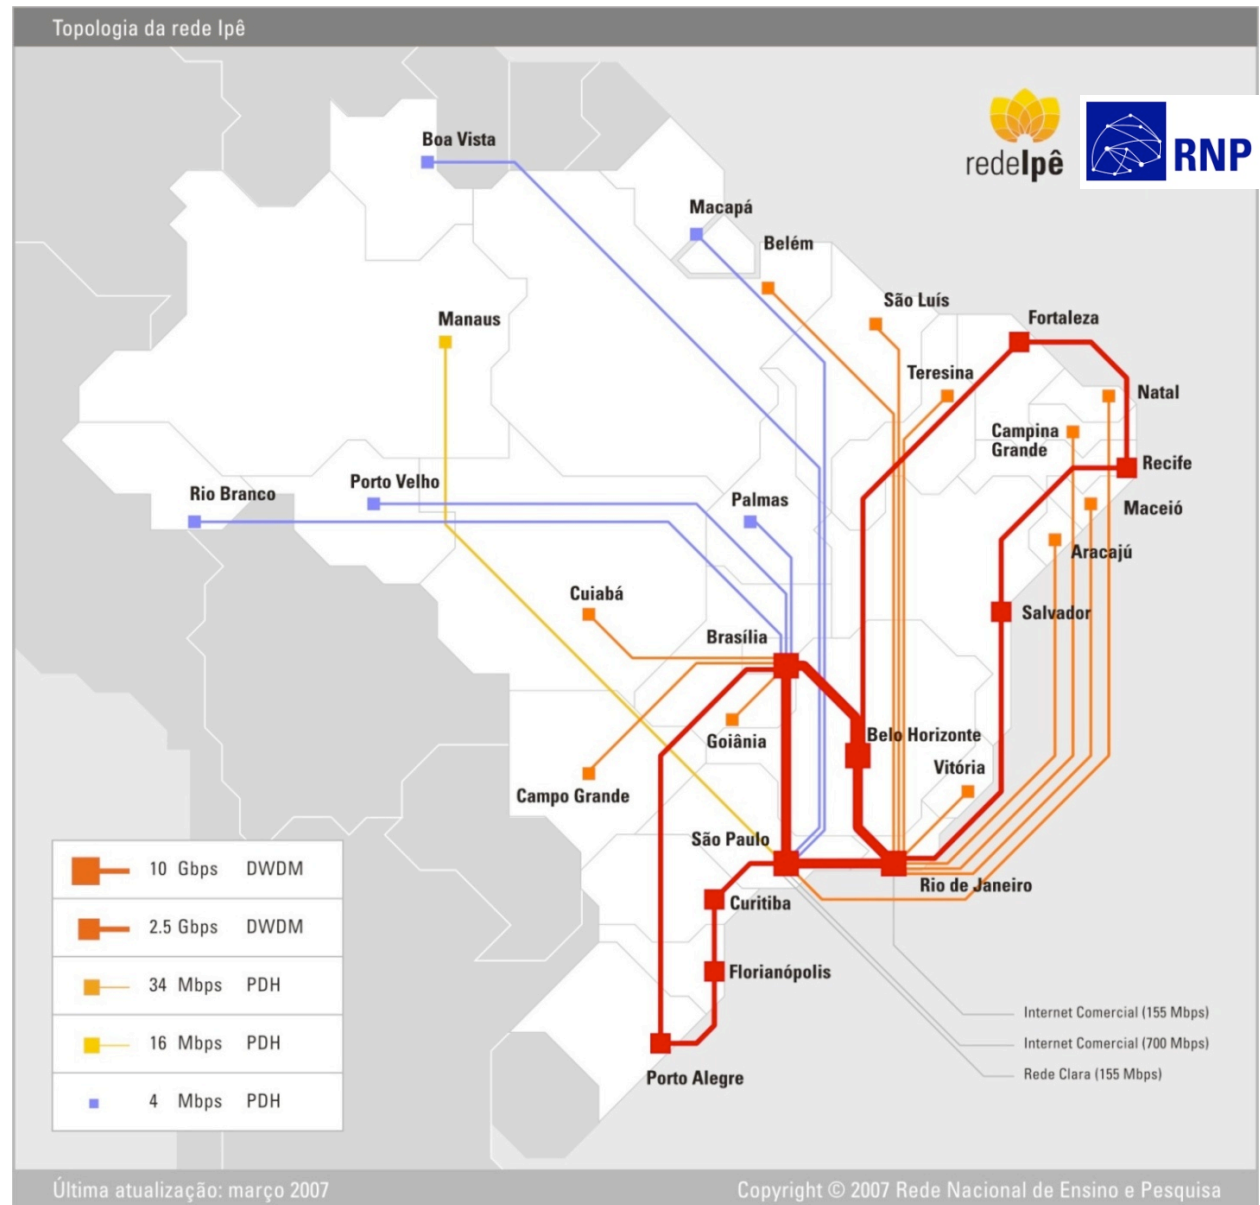 Topologia da rede Ipê
redeIpê
RNP
Boa Vista
Macapá
Belém
São Luís
Fortaleza
Manaus
Teresina
Natal
Campina
Grande
Recife
Rio Branco
Porto Velho
Palmas
Maceió
Aracajú
Cuiabá
Salvador
Brasília
Goiânia
Belo Horizonte
Vitória
Campo Grande
São Paulo
Rio de Janeiro
Curitiba
Florianópolis
Porto Alegre
10 Gbps DWDM
2.5 Gbps DWDM
34 Mbps PDH
16 Mbps PDH
4 Mbps PDH
Internet Comercial (155 Mbps)
Internet Comercial (700 Mbps)
Rede Clara (155 Mbps)
Última atualização: março 2007
Copyright © 2007 Rede Nacional de Ensino e Pesquisa